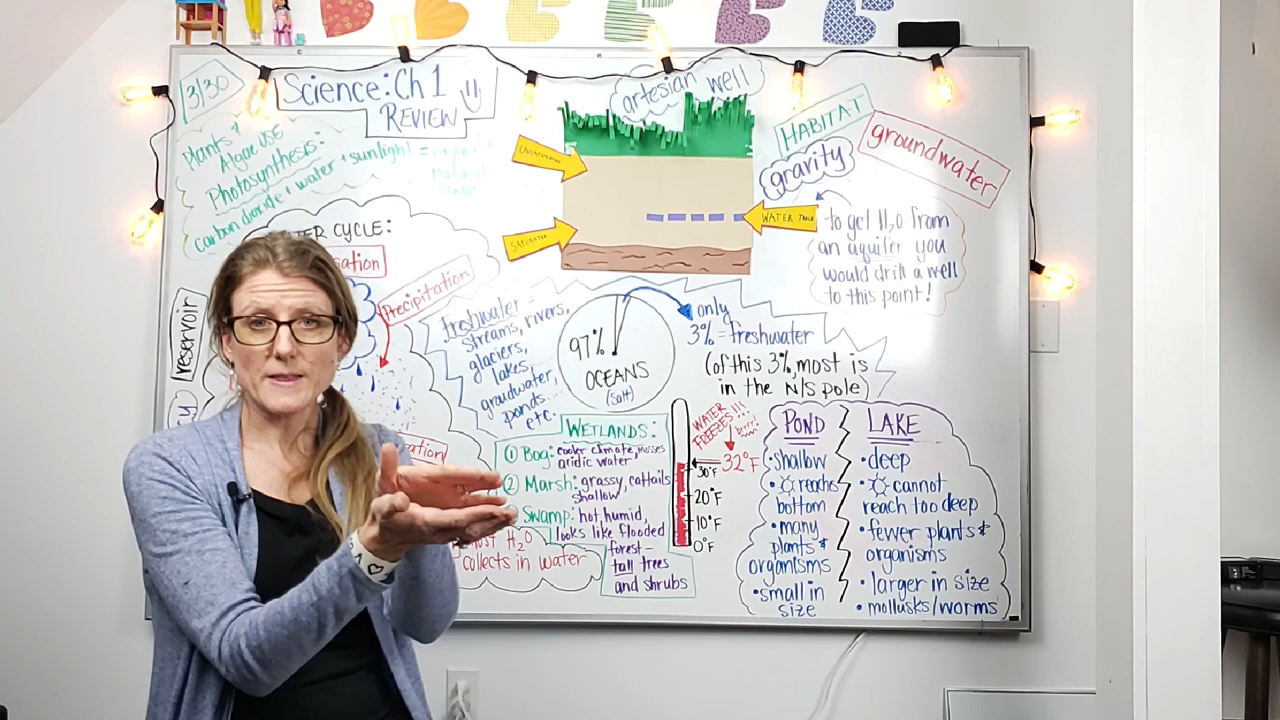 3/30
Science: Ch 1
REVIEW
artesian well
HABITAT
gravity
groundwater
Plants &
Algae use
Photosynthesis:
carbon dioxide + water + sunlight =
UNSATURATED
SATURATED
WATER TABLE
to get H2O from
an aquifer you
would drill a well
to this point!
CYCLE:
Precipitation
reservoir
freshwater =
streams, rivers,
glaciers,
lakes,
groudwater,
ponds...
etc.
97%
OCEANS
(salt)
only
3% = freshwater
(of this 3%, most is
in the N/S pole)
WETLANDS:
① Bog: cooler climate, mosses
acidic water
② Marsh: grassy, cattails
shallow
Swamp: hot, humid,
looks like flooded
forest -
tall trees
and shrubs
most H2O
collects in water
WATER
FREEZES!!!
brrr!
32°F
30°F
20°F
10°F
0°F
POND
• shallow
• reaches
bottom
• many
plants &
organisms
• small in
size
LAKE
• deep
• cannot
reach too deep
• fewer plants &
organisms
• larger in size
• mollusks/worms